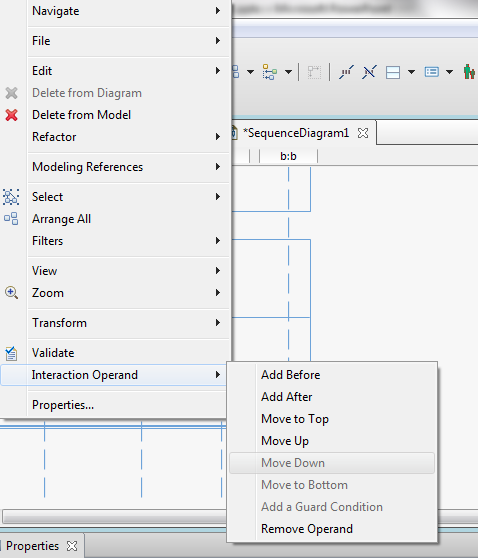 Navigate
File
Edit
Delete from Diagram
Delete from Model
Refactor
Modeling References
Select
Arrange All
Filters
View
Zoom
Transform
Validate
Interaction Operand
Properties...
*SequenceDiagram1
b:b
Add Before
Add After
Move to Top
Move Up
Move Down
Move to Bottom
Add a Guard Condition
Remove Operand
Properties